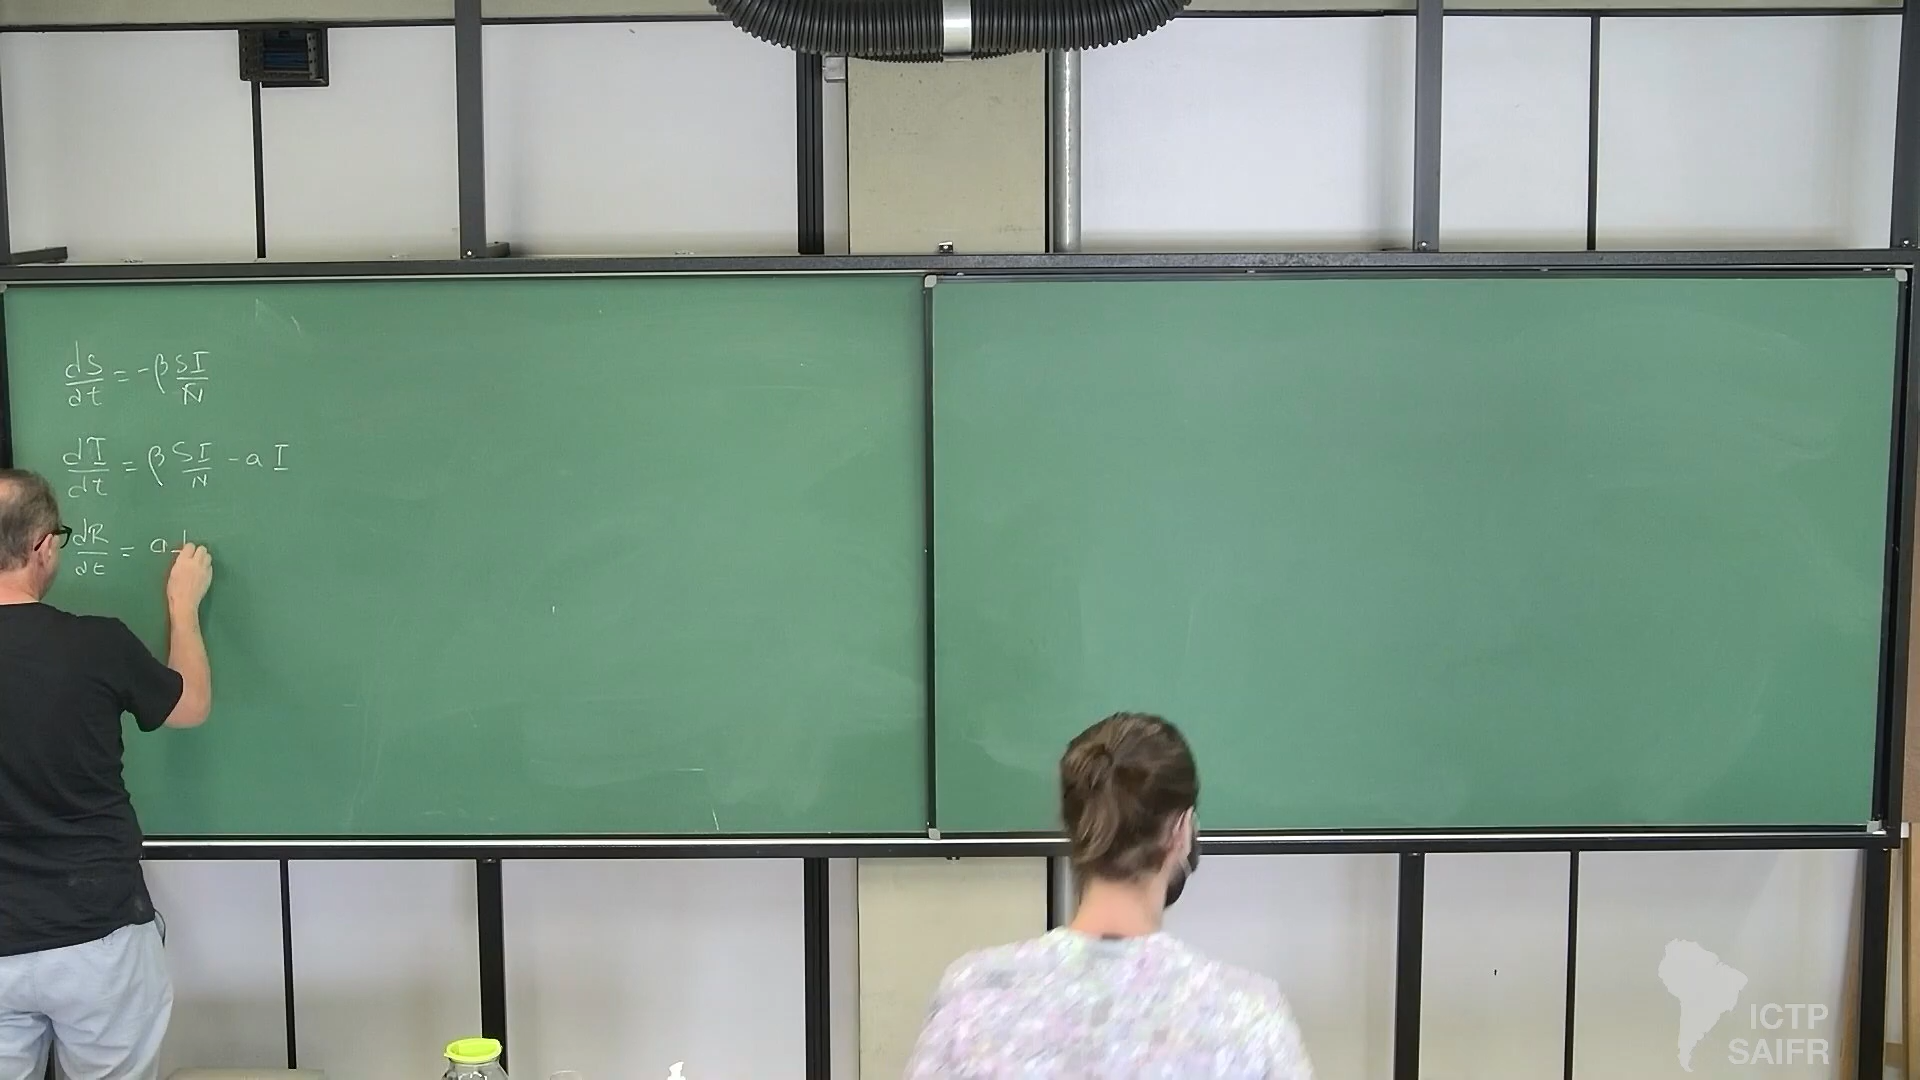 dS/dt = -β SI/N
dI/dt = β SI/N - a I
dR/dt = a I
ICTP
SAIFR